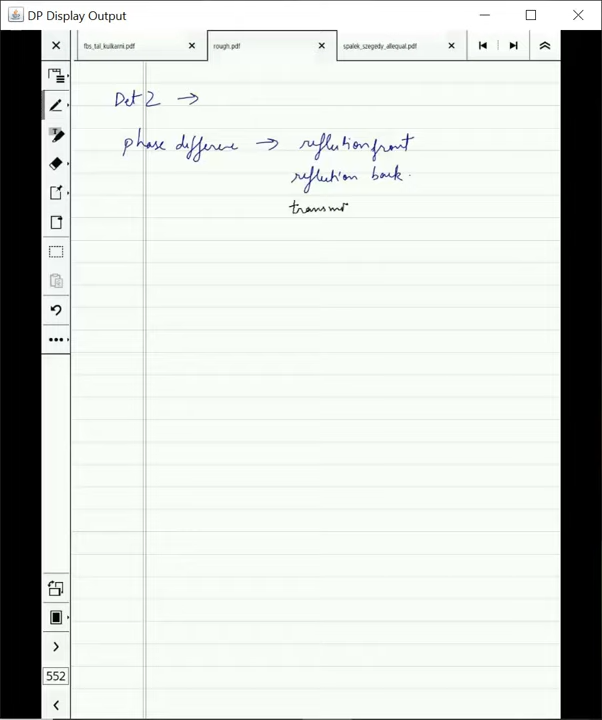 DP Display Output
fbs_tal_kulkarni.pdf
rough.pdf
spalek_szegedy_allequal.pdf
Det 2 →
phase difference → reflection front
reflection back.
transmi
552